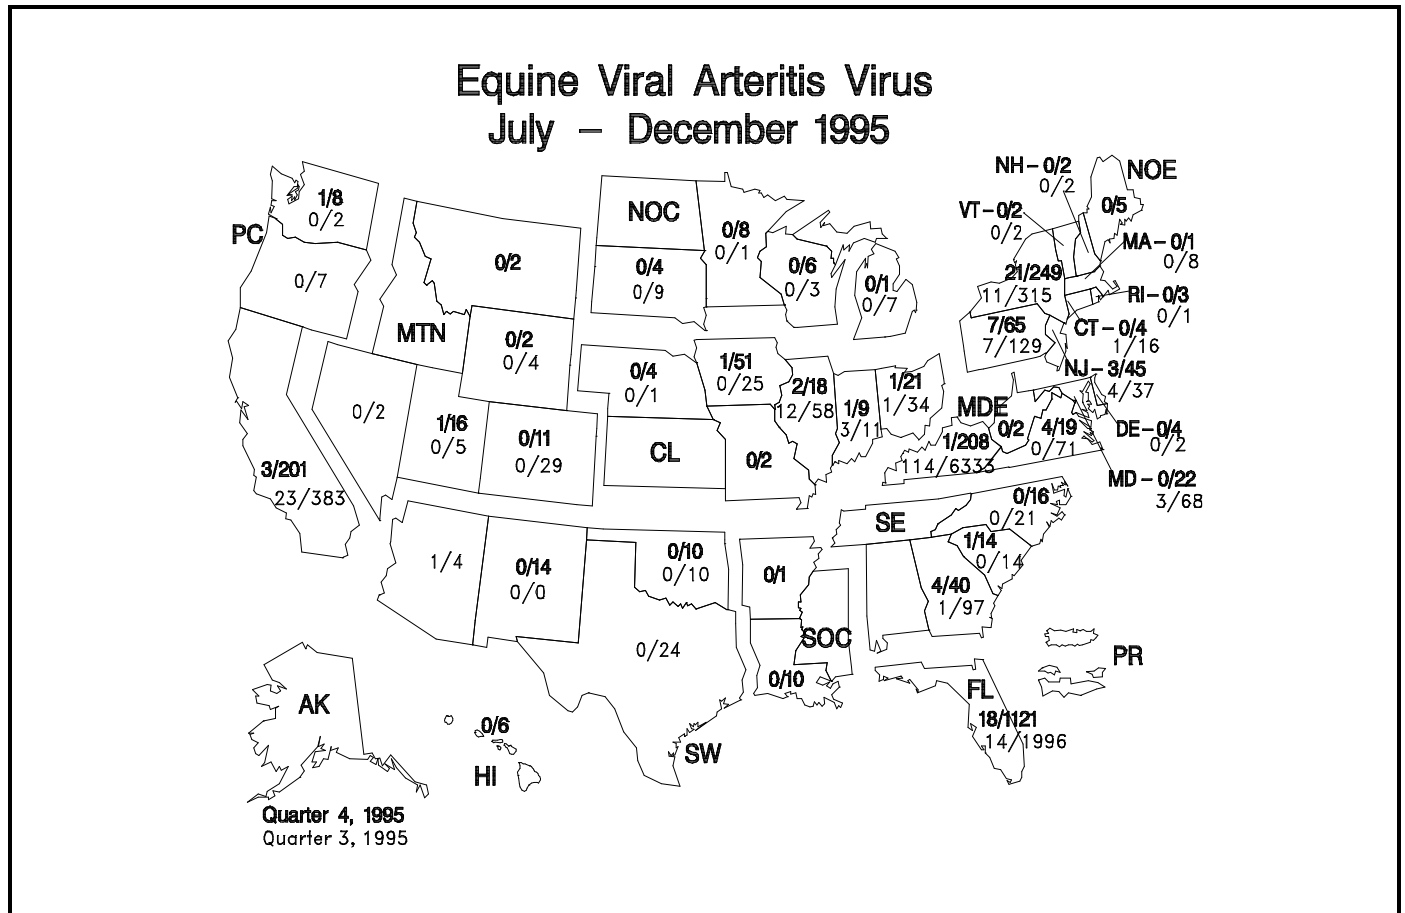 Equine Viral Arteritis Virus
July – December 1995
NH – 0/2
0/2
NOE
1/8
0/2
NOC
VT – 0/2
0/2
0/5
PC
0/8
0/1
MA – 0/1
0/8
0/2
0/4
0/9
0/6
0/3
0/1
0/7
21/249
11/315
0/7
RI – 0/3
0/1
MTN
0/2
0/4
7/65
7/129
CT – 0/4
1/16
NJ – 3/45
4/37
0/4
0/1
1/51
0/25
2/18
12/58
1/9
3/11
1/21
1/34
MDE
0/2
1/16
0/5
0/11
0/29
CL
0/2
1/208
114/6333
0/2
4/19
0/71
DE – 0/4
0/2
3/201
23/383
MD – 0/22
3/68
SE
0/16
0/21
1/4
0/14
0/0
0/10
0/10
0/1
1/14
0/14
4/40
1/97
0/24
SOC
0/10
PR
AK
FL
18/1121
14/1996
0/6
HI
SW
Quarter 4, 1995
Quarter 3, 1995